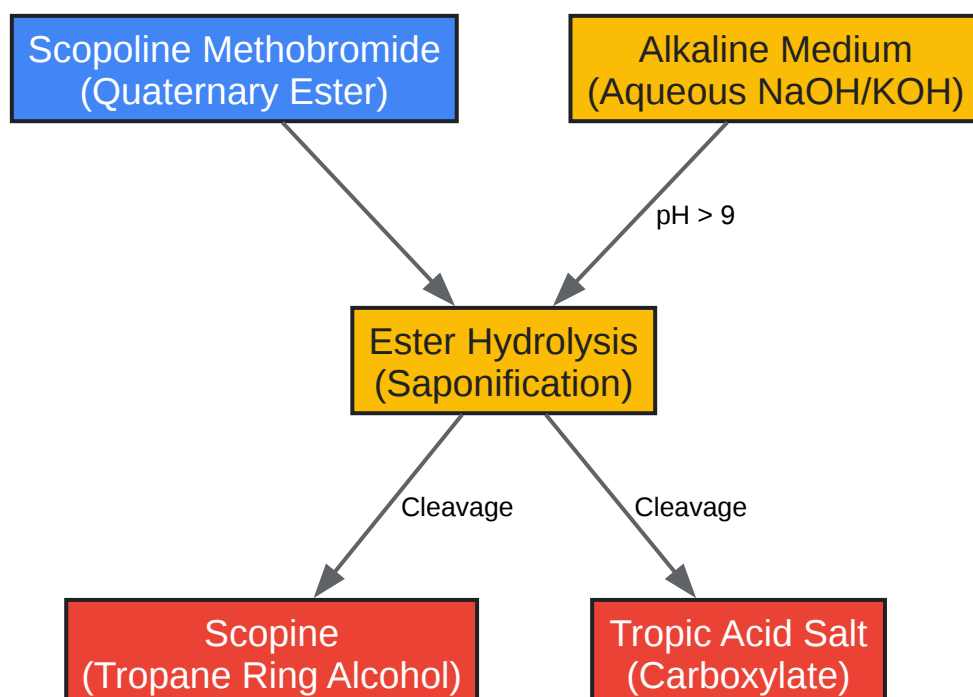 Scopoline Methobromide
(Quaternary Ester)
Alkaline Medium
(Aqueous NaOH/KOH)
pH > 9
Ester Hydrolysis
(Saponification)
Cleavage
Cleavage
Scopine
(Tropane Ring Alcohol)
Tropic Acid Salt
(Carboxylate)